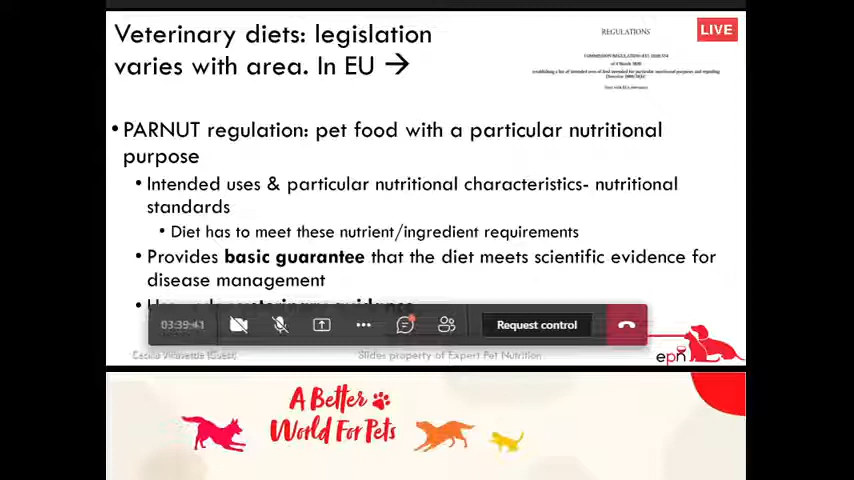 Veterinary diets: legislation
varies with area. In EU →
LIVE
REGULATIONS
• PARNUT regulation: pet food with a particular nutritional
purpose
• Intended uses & particular nutritional characteristics- nutritional
standards
• Diet has to meet these nutrient/ingredient requirements
• Provides basic guarantee that the diet meets scientific evidence for
disease management
03:39:41
Request control
Cecilia Villaverde (Guest)
Slides property of Expert Pet Nutrition
epn
A Better
World For Pets